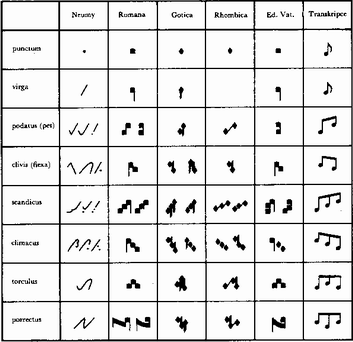 Neumy Romana Gotica Rhombica Ed. Vat. Transkripce
punctum
virga
podatus (pes)
clivis (flexa)
scandicus
climacus
torculus
porrectus